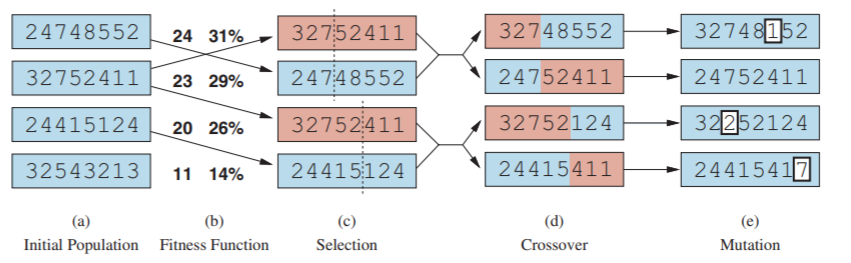 24748552 24 31% 32752411 32748552 32748152
32752411 23 29% 24748552 24752411 24752411
24415124 20 26% 32752411 32752124 32252124
32543213 11 14% 24415124 24415411 24415417
(a) (b) (c) (d) (e)
Initial Population Fitness Function Selection Crossover Mutation